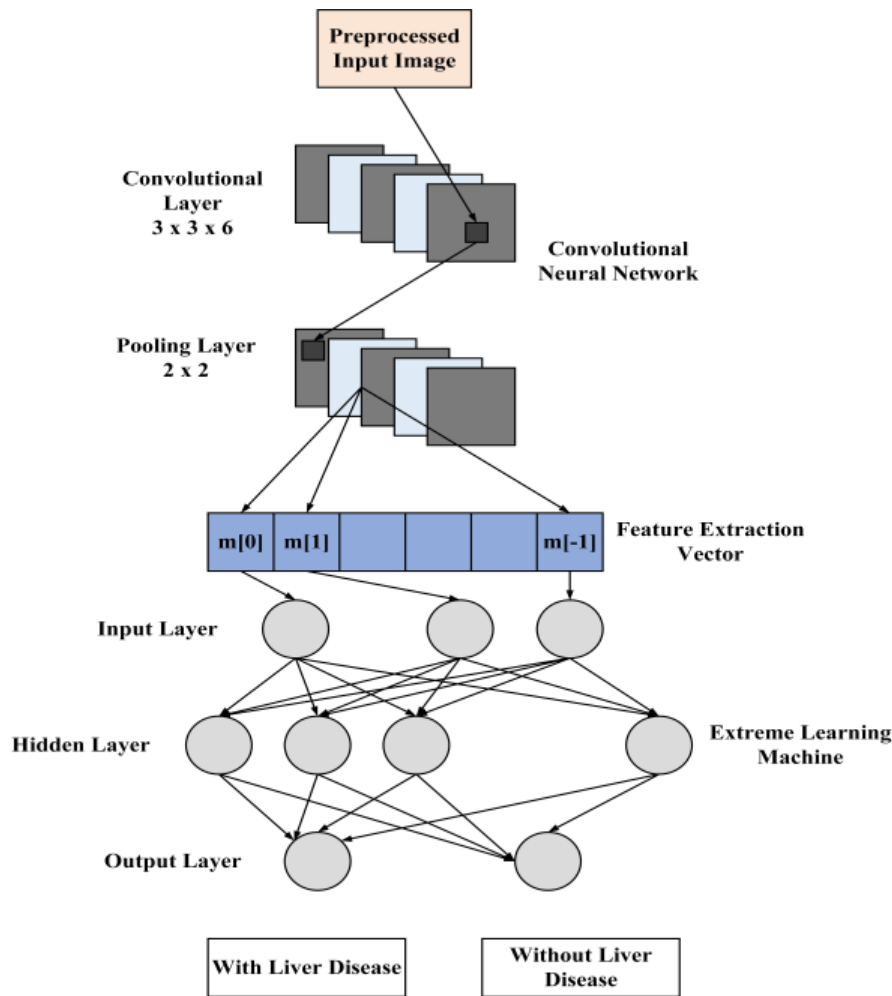 Preprocessed
Input Image
Convolutional
Layer
3 x 3 x 6
Convolutional
Neural Network
Pooling Layer
2 x 2
m[0] m[1] m[-1]
Feature Extraction
Vector
Input Layer
Hidden Layer
Extreme Learning
Machine
Output Layer
With Liver Disease
Without Liver
Disease